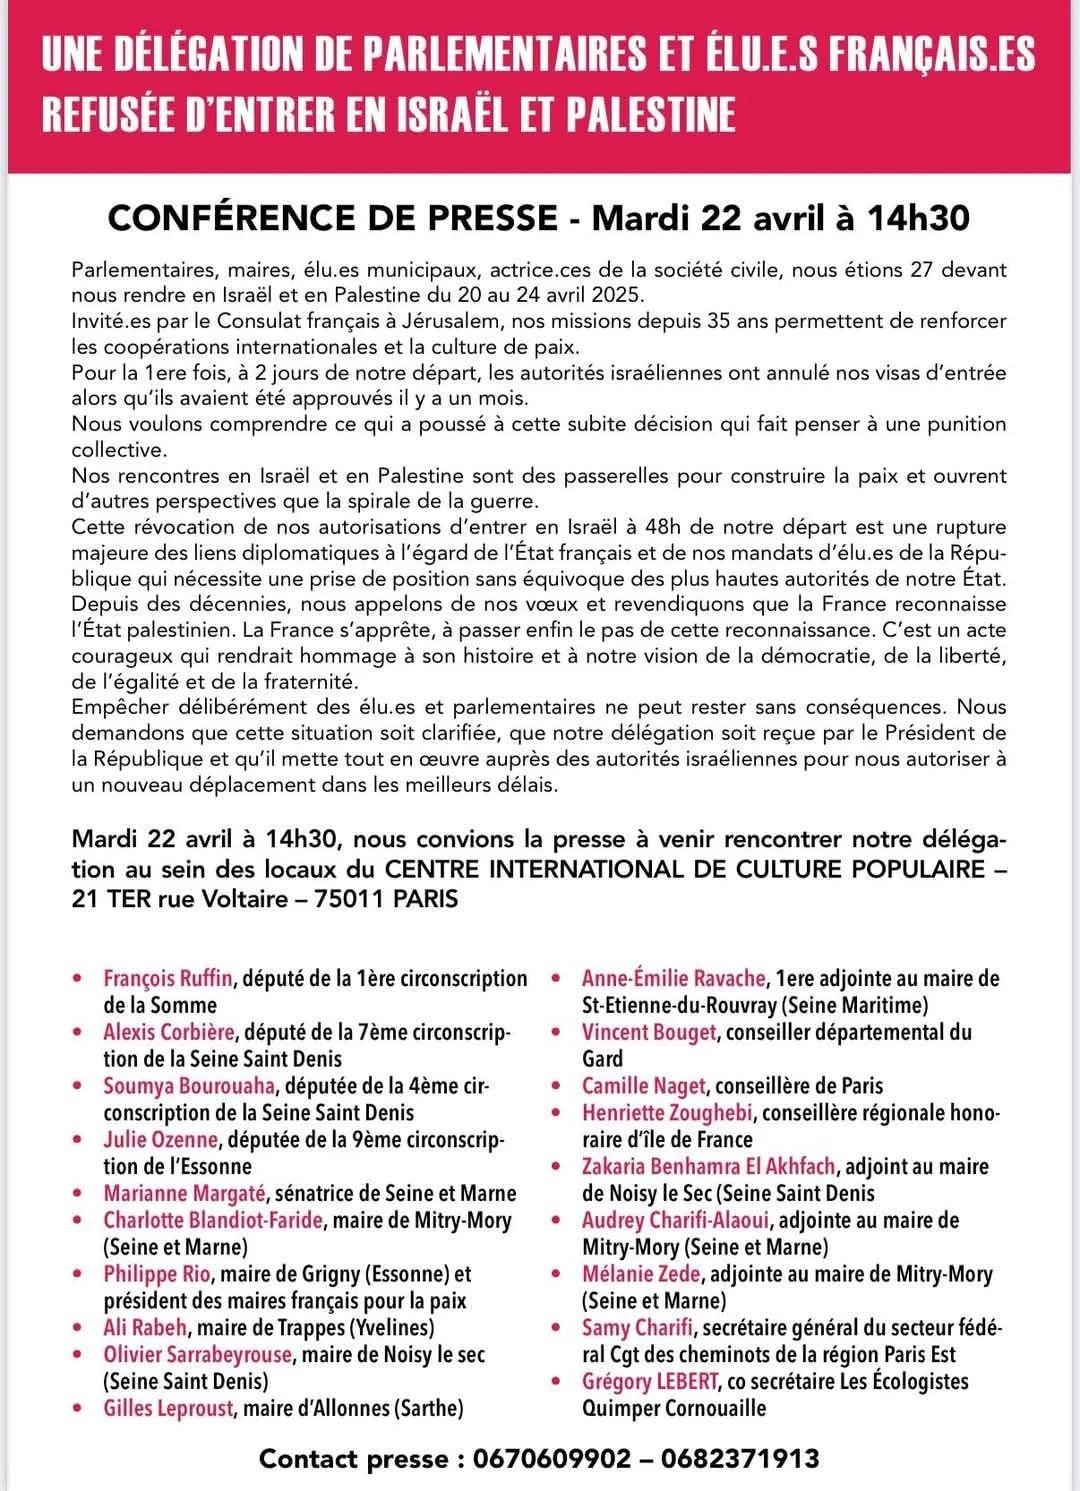 UNE DÉLÉGATION DE PARLEMENTAIRES ET ÉLU.E.S FRANÇAIS.ES
REFUSÉE D'ENTRER EN ISRAËL ET PALESTINE
CONFÉRENCE DE PRESSE - Mardi 22 avril à 14h30
Parlementaires, maires, élu.es municipaux, actrice.ces de la société civile, nous étions 27 devant
nous rendre en Israël et en Palestine du 20 au 24 avril 2025.
Invité.es par le Consulat français à Jérusalem, nos missions depuis 35 ans permettent de renforcer
les coopérations internationales et la culture de paix.
Pour la 1ere fois, à 2 jours de notre départ, les autorités israéliennes ont annulé nos visas d'entrée
alors qu'ils avaient été approuvés il y a un mois.
Nous voulons comprendre ce qui a poussé à cette subite décision qui fait penser à une punition
collective.
Nos rencontres en Israël et en Palestine sont des passerelles pour construire la paix et ouvrent
d'autres perspectives que la spirale de la guerre.
Cette révocation de nos autorisations d'entrer en Israël à 48h de notre départ est une rupture
majeure des liens diplomatiques à l'égard de l'État français et de nos mandats d'élu.es de la Répu-
blique qui nécessite une prise de position sans équivoque des plus hautes autorités de notre État.
Depuis des décennies, nous appelons de nos vœux et revendiquons que la France reconnaisse
l'État palestinien. La France s'apprête, à passer enfin le pas de cette reconnaissance. C'est un acte
courageux qui rendrait hommage à son histoire et à notre vision de la démocratie, de la liberté,
de l'égalité et de la fraternité.
Empêcher délibérément des élu.es et parlementaires ne peut rester sans conséquences. Nous
demandons que cette situation soit clarifiée, que notre délégation soit reçue par le Président de
la République et qu'il mette tout en œuvre auprès des autorités israéliennes pour nous autoriser à
un nouveau déplacement dans les meilleurs délais.
Mardi 22 avril à 14h30, nous convions la presse à venir rencontrer notre déléga-
tion au sein des locaux du CENTRE INTERNATIONAL DE CULTURE POPULAIRE –
21 TER rue Voltaire – 75011 PARIS
• François Ruffin, député de la 1ère circonscription
de la Somme
• Alexis Corbière, député de la 7ème circonscrip-
tion de la Seine Saint Denis
• Soumya Bourouaha, députée de la 4ème cir-
conscription de la Seine Saint Denis
• Julie Ozenne, députée de la 9ème circonscrip-
tion de l'Essonne
• Marianne Margaté, sénatrice de Seine et Marne
• Charlotte Blandiot-Faride, maire de Mitry-Mory
(Seine et Marne)
• Philippe Rio, maire de Grigny (Essonne) et
président des maires français pour la paix
• Ali Rabeh, maire de Trappes (Yvelines)
• Olivier Sarrabeyrouse, maire de Noisy le sec
(Seine Saint Denis)
• Gilles Leproust, maire d'Allonnes (Sarthe)
• Anne-Émilie Ravache, 1ere adjointe au maire de
St-Etienne-du-Rouvray (Seine Maritime)
• Vincent Bouget, conseiller départemental du
Gard
• Camille Naget, conseillère de Paris
• Henriette Zoughebi, conseillère régionale hono-
raire d'île de France
• Zakaria Benhamra El Akhfach, adjoint au maire
de Noisy le Sec (Seine Saint Denis
• Audrey Charifi-Alaoui, adjointe au maire de
Mitry-Mory (Seine et Marne)
• Mélanie Zede, adjointe au maire de Mitry-Mory
(Seine et Marne)
• Samy Charifi, secrétaire général du secteur fédé-
ral Cgt des cheminots de la région Paris Est
• Grégory LEBERT, co secrétaire Les Écologistes
Quimper Cornouaille
Contact presse : 0670609902 – 0682371913